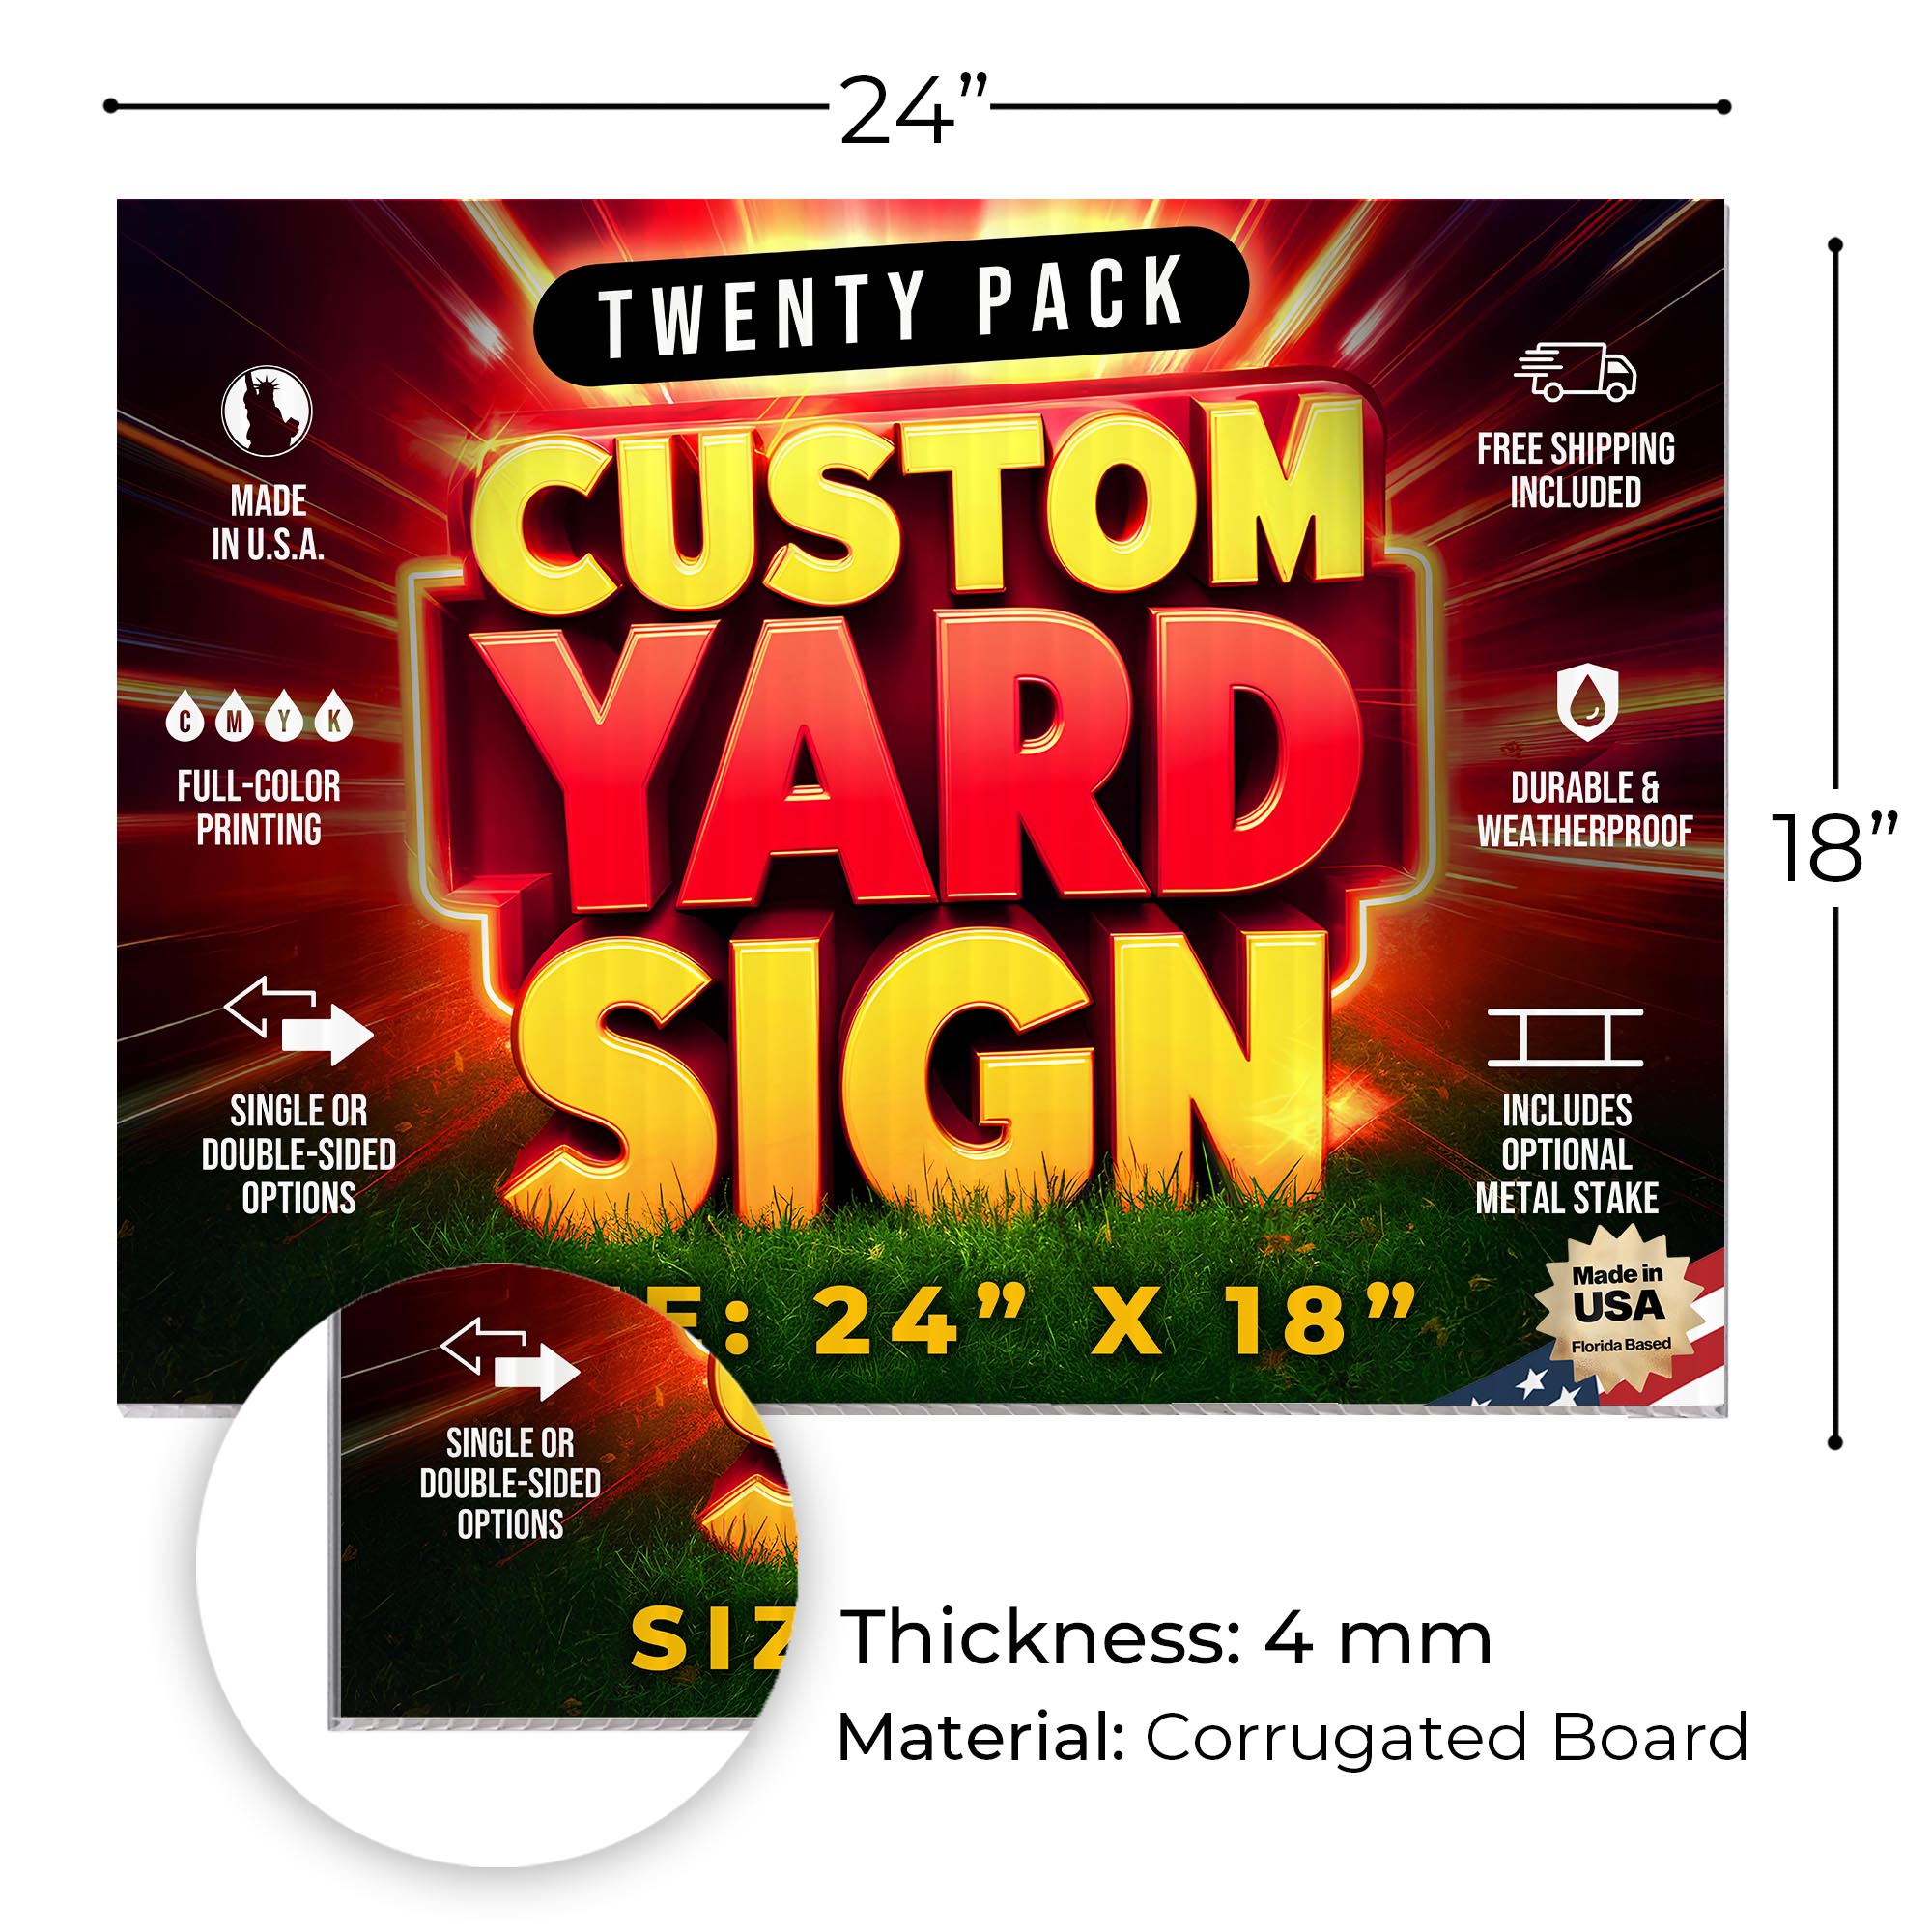 24”
TWENTY PACK
CUSTOM
YARD
SIGN
MADE
IN U.S.A.
C M Y K
FULL-COLOR
PRINTING
SINGLE OR
DOUBLE-SIDED
OPTIONS
FREE SHIPPING
INCLUDED
DURABLE &
WEATHERPROOF
INCLUDES
OPTIONAL
METAL STAKE
18”
E: 24” X 18”
Made in
USA
Florida Based
SINGLE OR
DOUBLE-SIDED
OPTIONS
SIZ
Thickness: 4 mm
Material: Corrugated Board